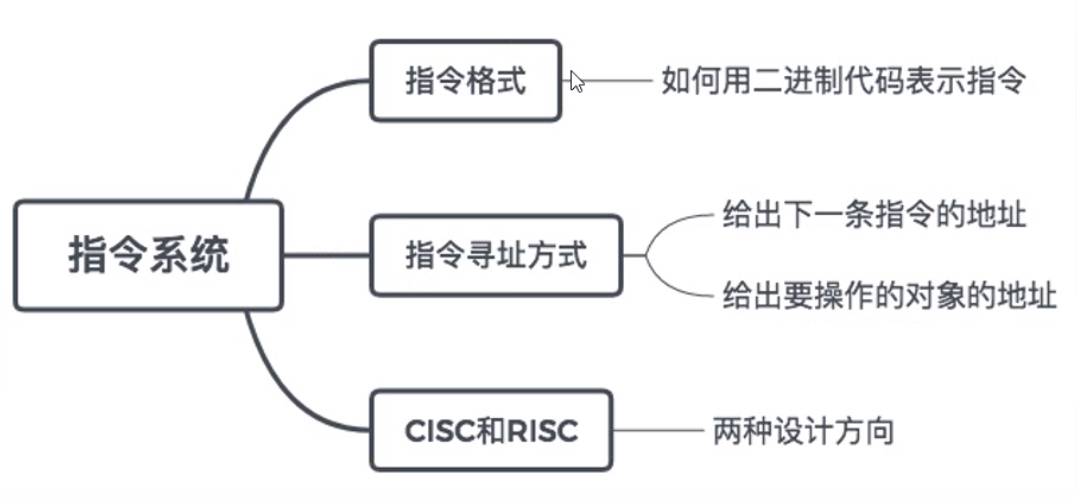 指令格式
如何用二进制代码表示指令
指令系统
指令寻址方式
给出下一条指令的地址
给出要操作的对象的地址
CISC和RISC
两种设计方向